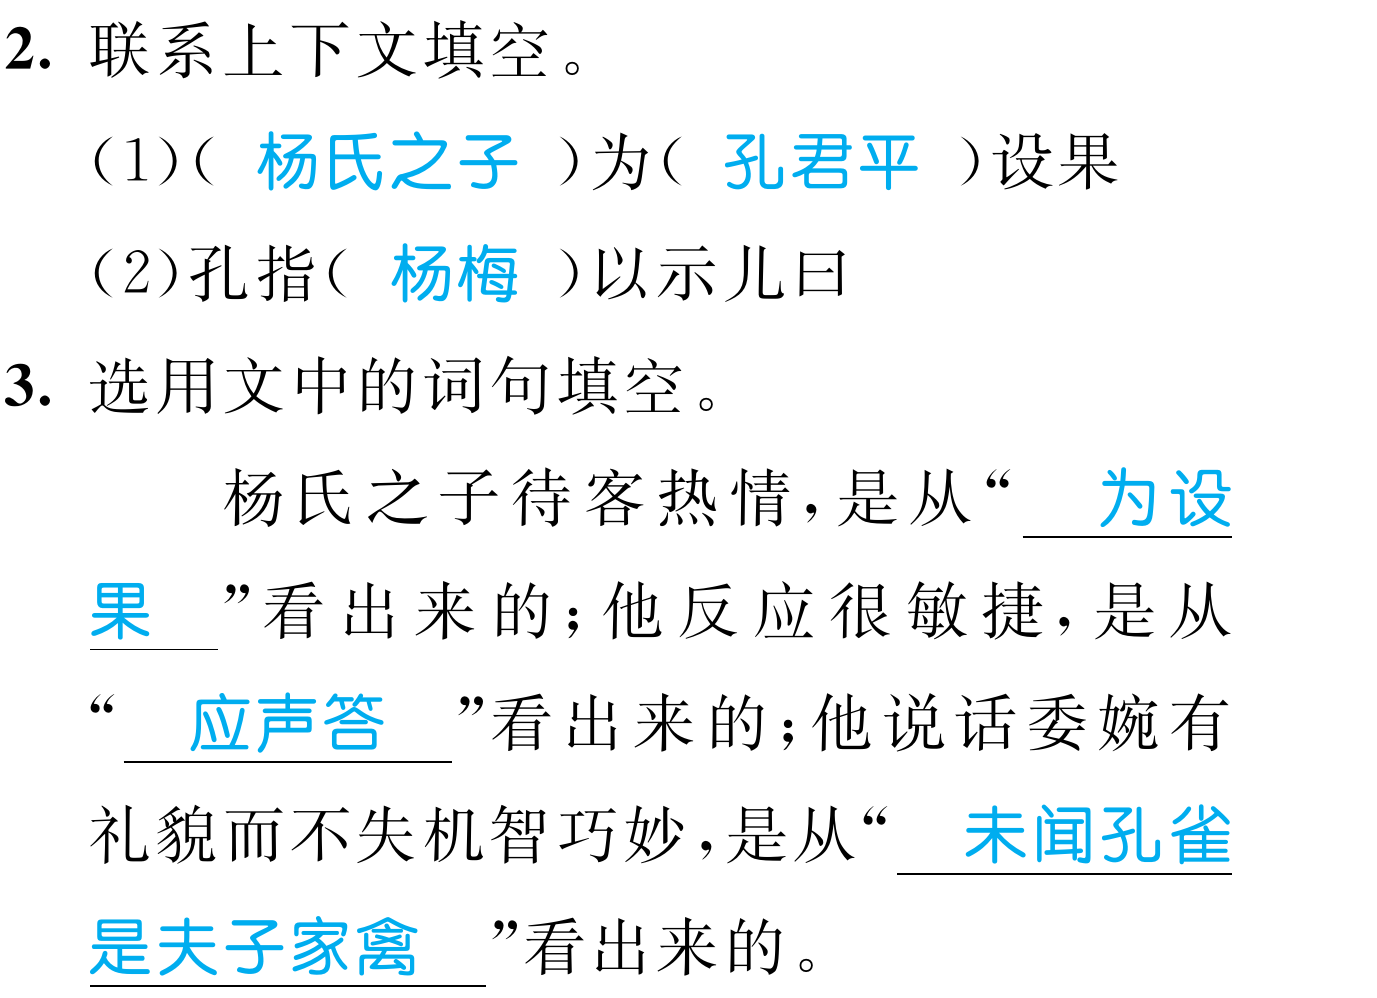 2. 联系上下文填空。
(1)( 杨氏之子 )为( 孔君平 )设果
(2)孔指( 杨梅 )以示儿曰
3. 选用文中的词句填空。
杨氏之子待客热情,是从“ 为设
果 ”看出来的;他反应很敏捷,是从
“ 应声答 ”看出来的;他说话委婉有
礼貌而不失机智巧妙,是从“ 未闻孔雀
是夫子家禽 ”看出来的。